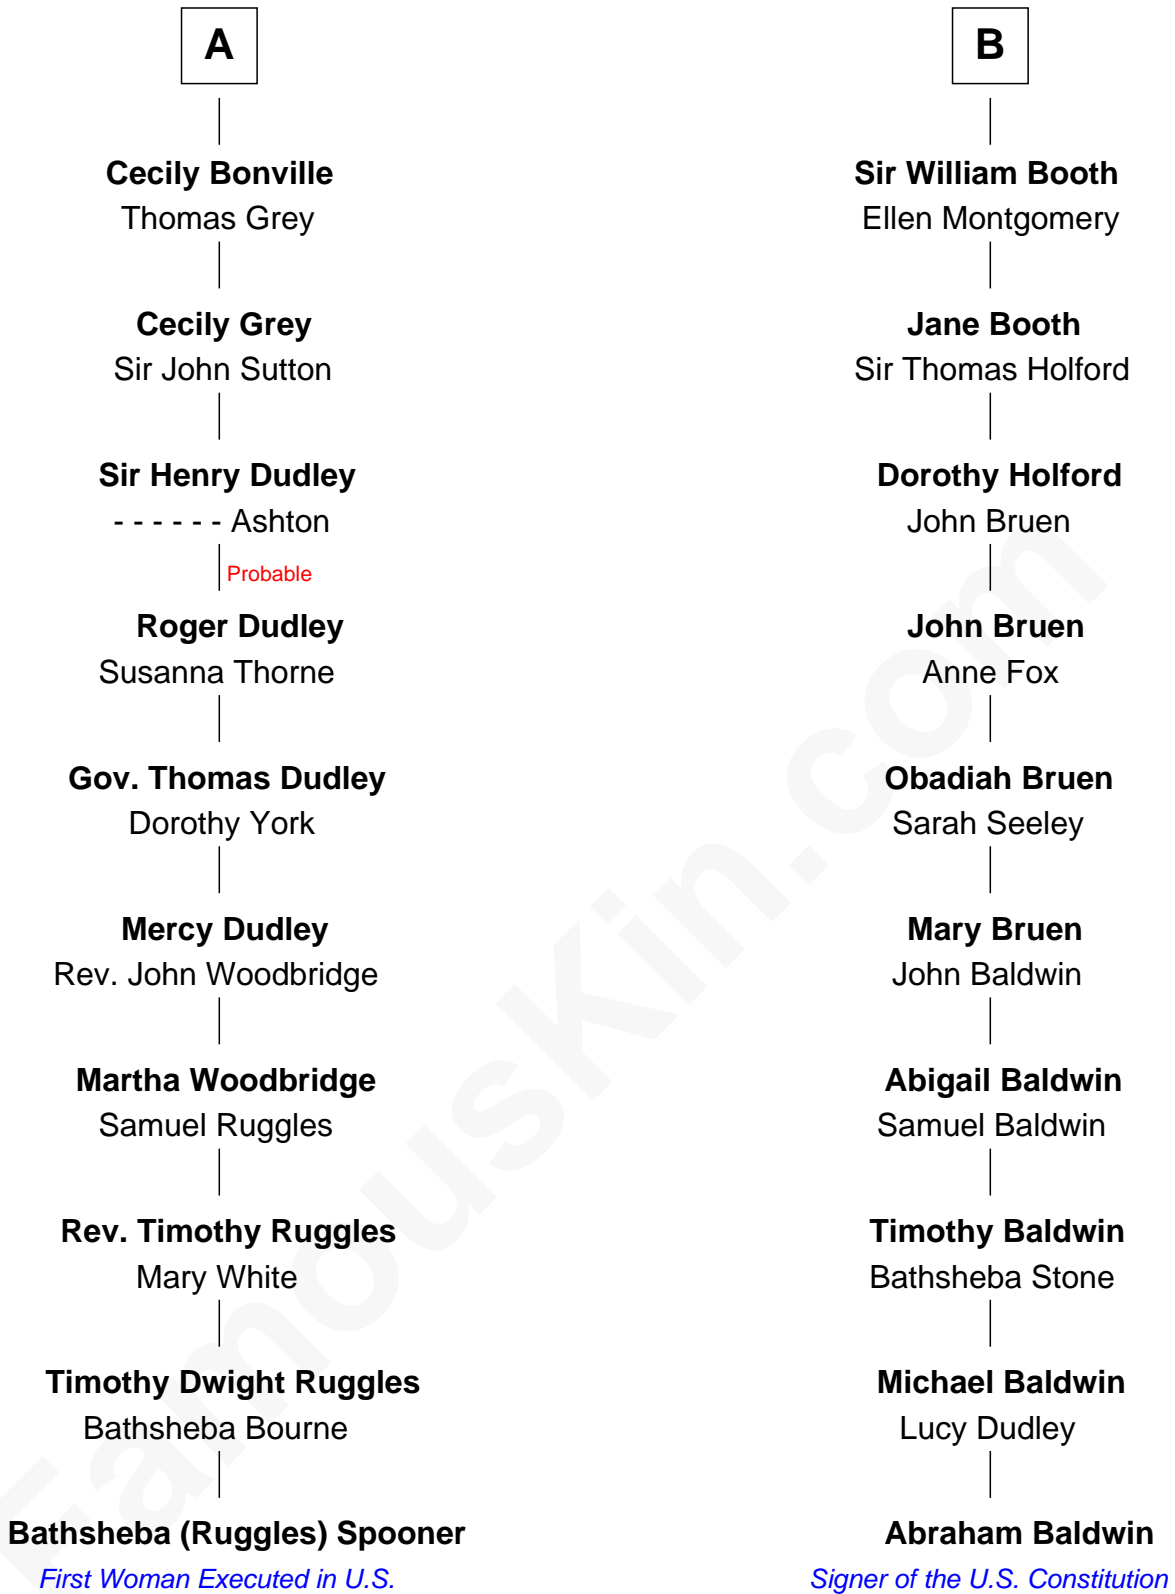 A
Cecily Bonville
Thomas Grey
Cecily Grey
Sir John Sutton
Sir Henry Dudley
- - - - - - Ashton
Probable
Roger Dudley
Susanna Thorne
Gov. Thomas Dudley
Dorothy York
Mercy Dudley
Rev. John Woodbridge
Martha Woodbridge
Samuel Ruggles
Rev. Timothy Ruggles
Mary White
Timothy Dwight Ruggles
Bathsheba Bourne
Bathsheba (Ruggles) Spooner
First Woman Executed in U.S.
B
Sir William Booth
Ellen Montgomery
Jane Booth
Sir Thomas Holford
Dorothy Holford
John Bruen
John Bruen
Anne Fox
Obadiah Bruen
Sarah Seeley
Mary Bruen
John Baldwin
Abigail Baldwin
Samuel Baldwin
Timothy Baldwin
Bathsheba Stone
Michael Baldwin
Lucy Dudley
Abraham Baldwin
Signer of the U.S. Constitution
FamousKin.com